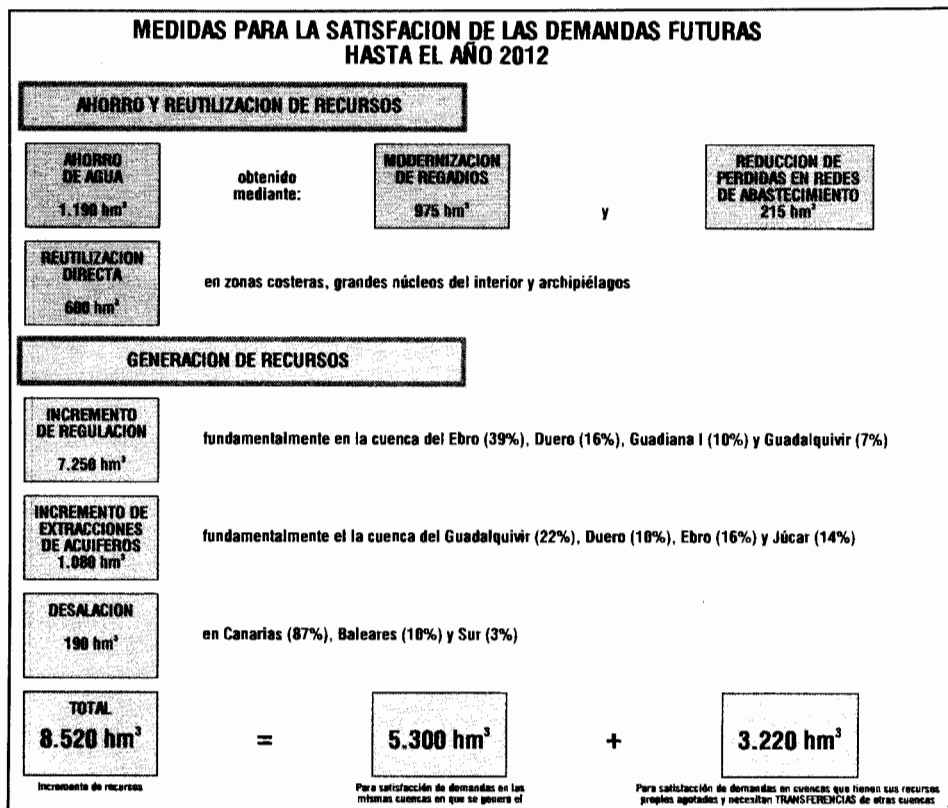 MEDIDAS PARA LA SATISFACION DE LAS DEMANDAS FUTURAS
HASTA EL AÑO 2012
AHORRO Y REUTILIZACION DE RECURSOS
AHORRO
DE AGUA
1.190 hm³
obtenido
mediante:
MODERNIZACION
DE REGADIOS
975 hm³
y
REDUCCION DE
PERDIDAS EN REDES
DE ABASTECIMIENTO
215 hm³
REUTILIZACION
DIRECTA
680 hm³
en zonas costeras, grandes núcleos del interior y archipiélagos
GENERACION DE RECURSOS
INCREMENTO
DE REGULACION
7.250 hm³
fundamentalmente en la cuenca del Ebro (39%), Duero (16%), Guadiana I (10%) y Guadalquivir (7%)
INCREMENTO DE
EXTRACCIONES
DE ACUIFEROS
1.080 hm³
fundamentalmente el la cuenca del Guadalquivir (22%), Duero (18%), Ebro (16%) y Júcar (14%)
DESALACION
190 hm³
en Canarias (87%), Baleares (10%) y Sur (3%)
TOTAL
8.520 hm³
=
5.300 hm³
+
3.220 hm³
Incremento de recursos
Para satisfacción de demandas en las
mismas cuencas en que se genera el
Para satisfacción de demandas en cuencas que tienen sus recursos
propios agotados y necesitan TRANSFERENCIAS de otras cuencas